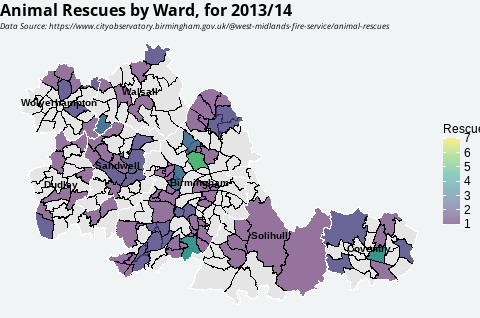 Animal Rescues by Ward, for 2013/14
Data Source: https://www.cityobservatory.birmingham.gov.uk/@west-midlands-fire-service/animal-rescues
Walsall
Wolverhampton
Sandwell
Dudley
Birmingham
Solihull
Coventry
Rescue
7
6
5
4
3
2
1